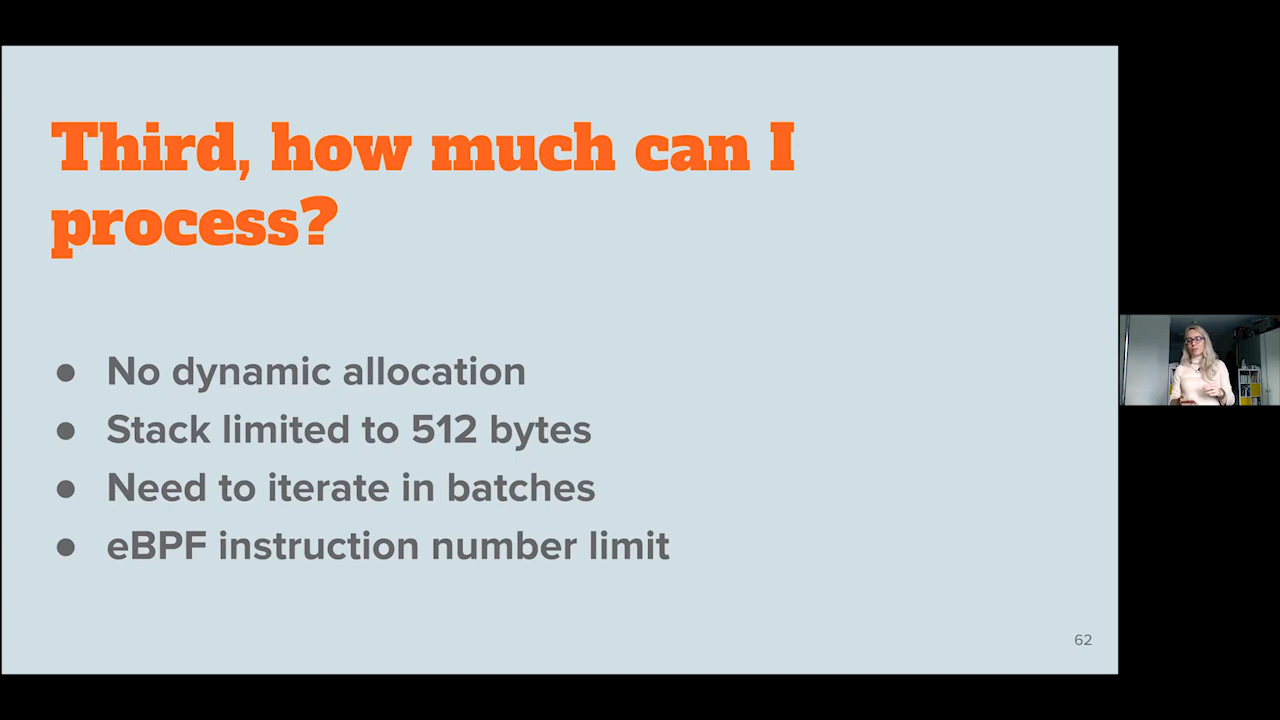 Third, how much can I
process?
● No dynamic allocation
● Stack limited to 512 bytes
● Need to iterate in batches
● eBPF instruction number limit
62